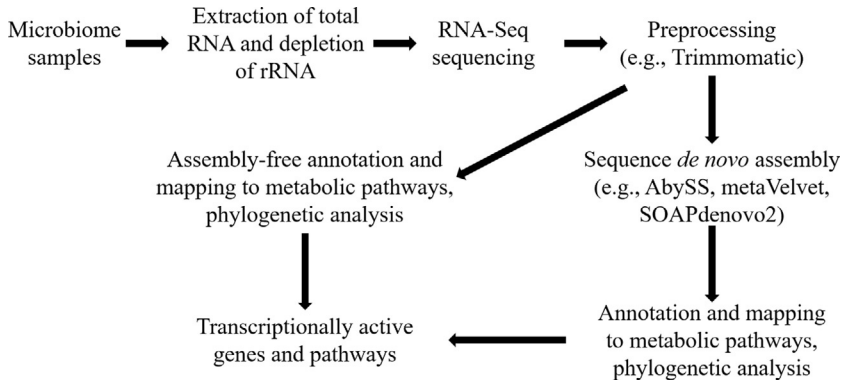 Microbiome
samples
Extraction of total
RNA and depletion
of rRNA
RNA-Seq
sequencing
Preprocessing
(e.g., Trimmomatic)
Assembly-free annotation and
mapping to metabolic pathways,
phylogenetic analysis
Sequence de novo assembly
(e.g., AbySS, metaVelvet,
SOAPdenovo2)
Transcriptionally active
genes and pathways
Annotation and mapping
to metabolic pathways,
phylogenetic analysis